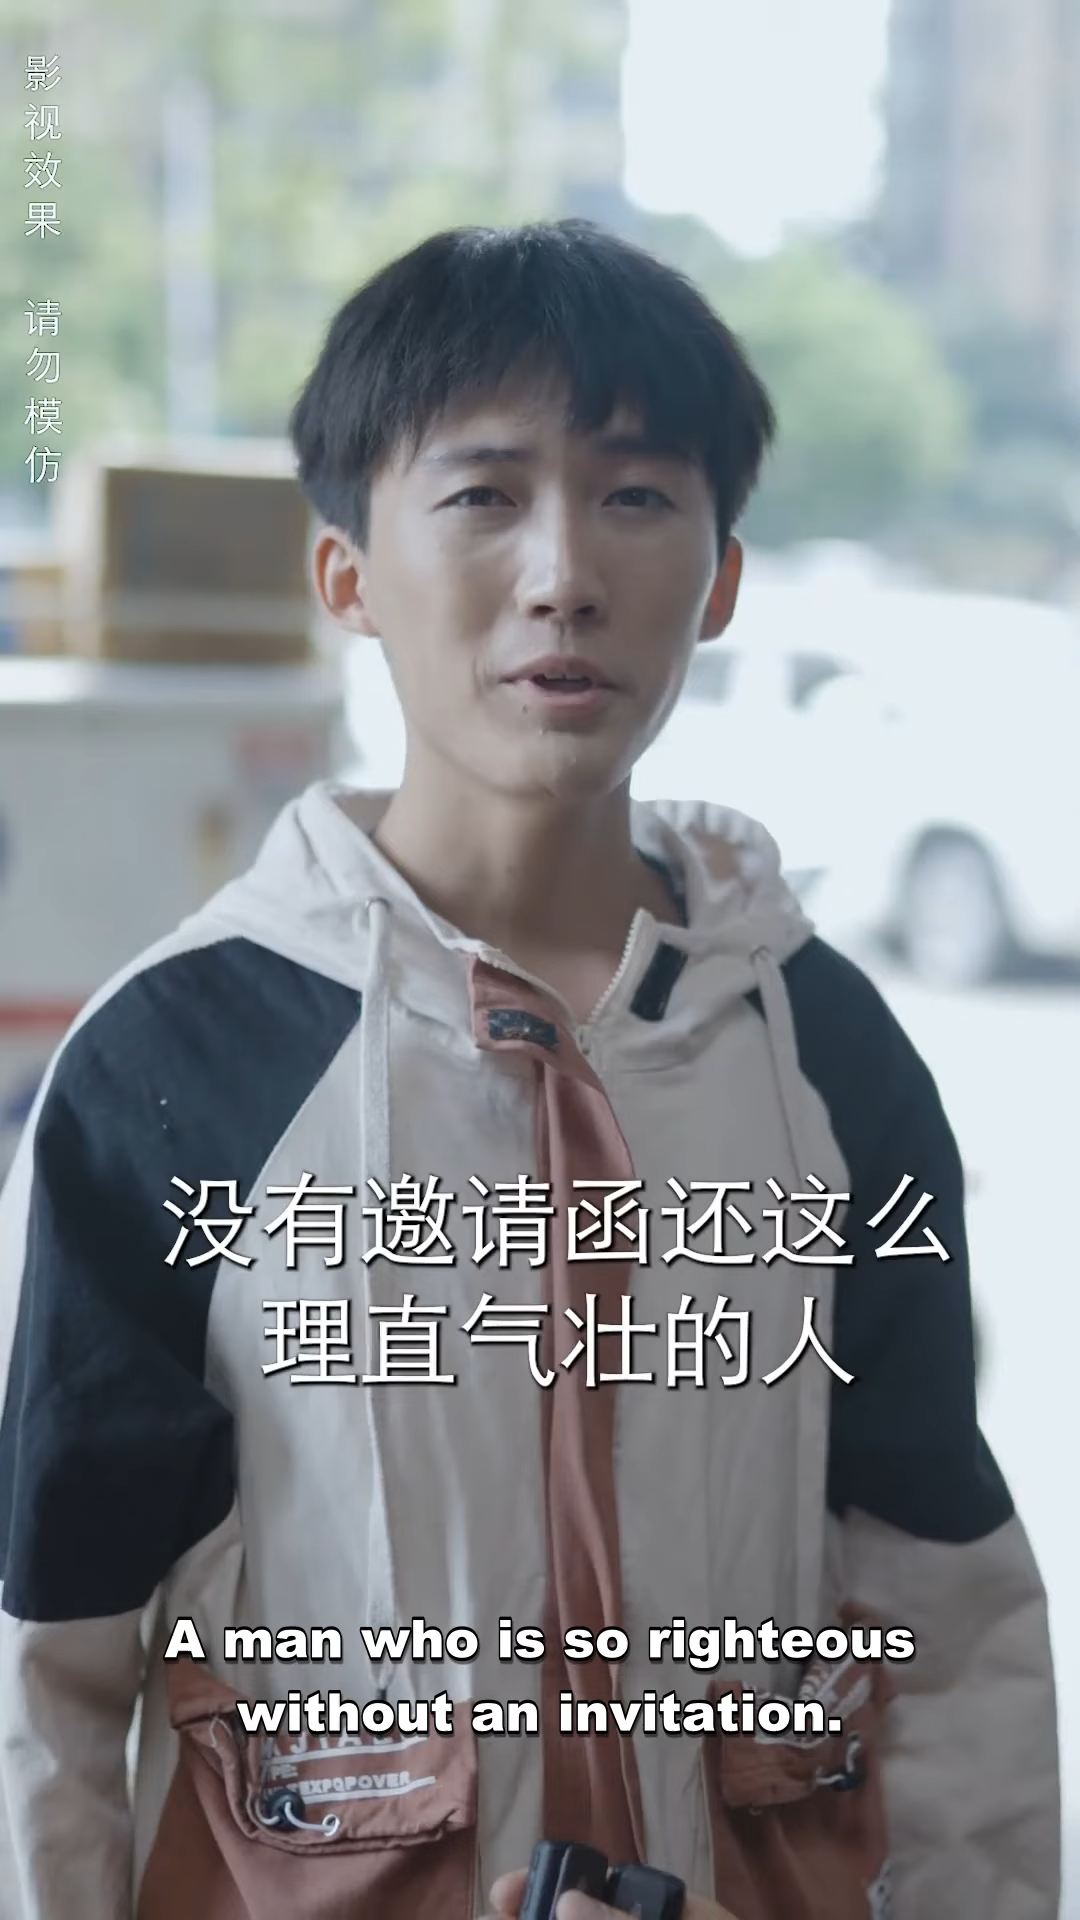 影视效果 请勿模仿
没有邀请函还这么
理直气壮的人
A man who is so righteous
without an invitation.
EXPOPOVER